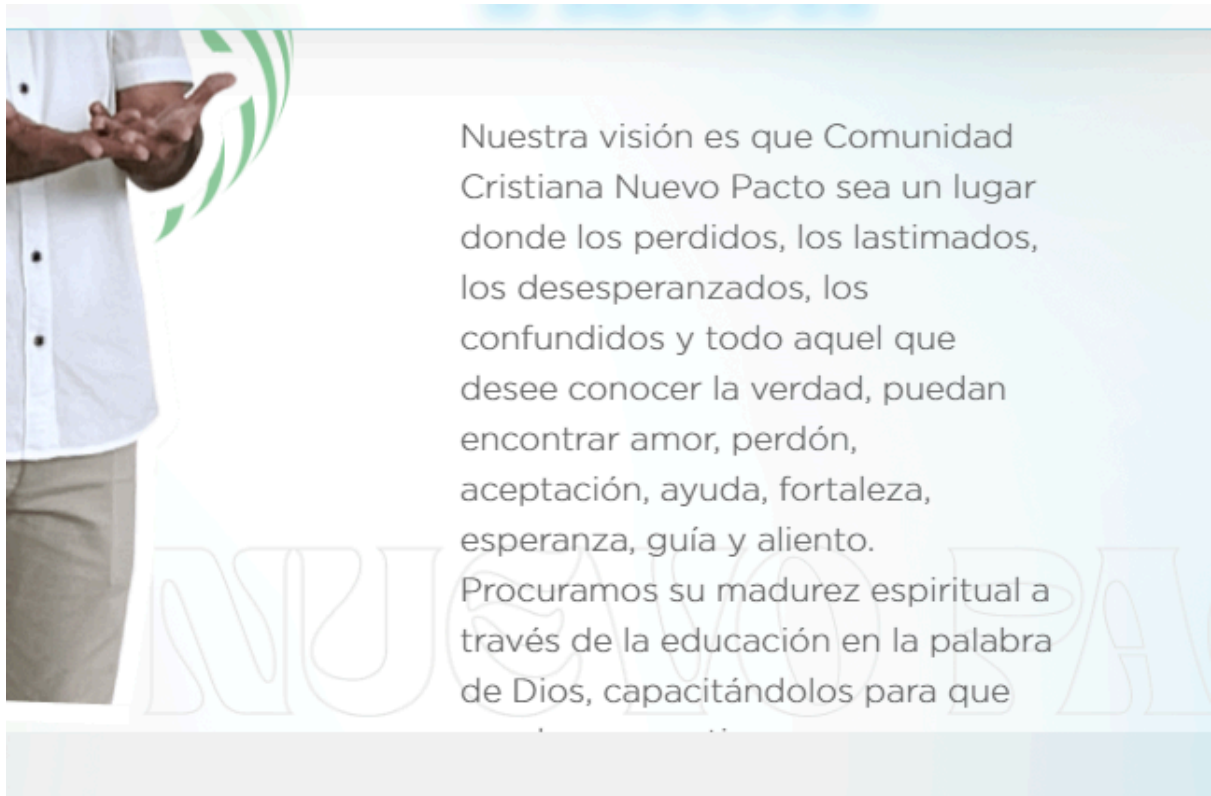 Nuestra visión es que Comunidad
Cristiana Nuevo Pacto sea un lugar
donde los perdidos, los lastimados,
los desesperanzados, los
confundidos y todo aquel que
desee conocer la verdad, puedan
encontrar amor, perdón,
aceptación, ayuda, fortaleza,
esperanza, guía y aliento.
Procuramos su madurez espiritual a
través de la educación en la palabra
de Dios, capacitándolos para que
NUEVO PA